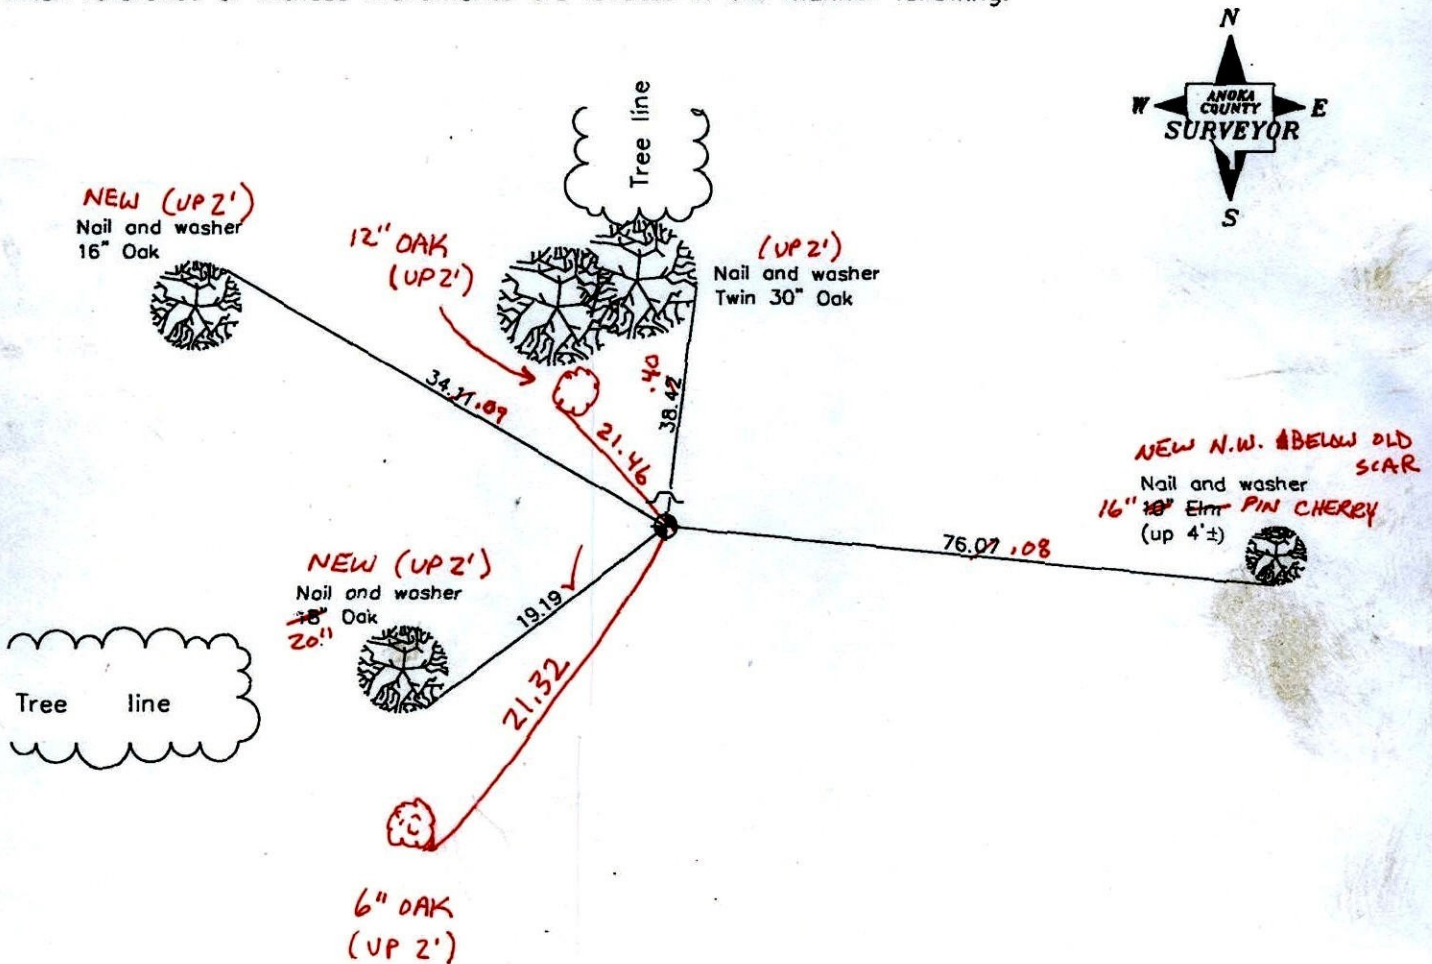 N
W ANOKA COUNTY E
SURVEYOR
S
Tree line
NEW (UP 2')
Nail and washer
16" Oak
12" OAK
(UP 2')
(UP 2')
Nail and washer
Twin 30" Oak
34.11 .09
21.46
.40
38.42
NEW N.W. BELOW OLD
SCAR
Nail and washer
16" 10" Elm PIN CHERRY
(up 4'±)
76.07 .08
NEW (UP 2')
Nail and washer
18" Oak
20"
19.19 ✓
21.32
Tree line
6" OAK
(UP 2')